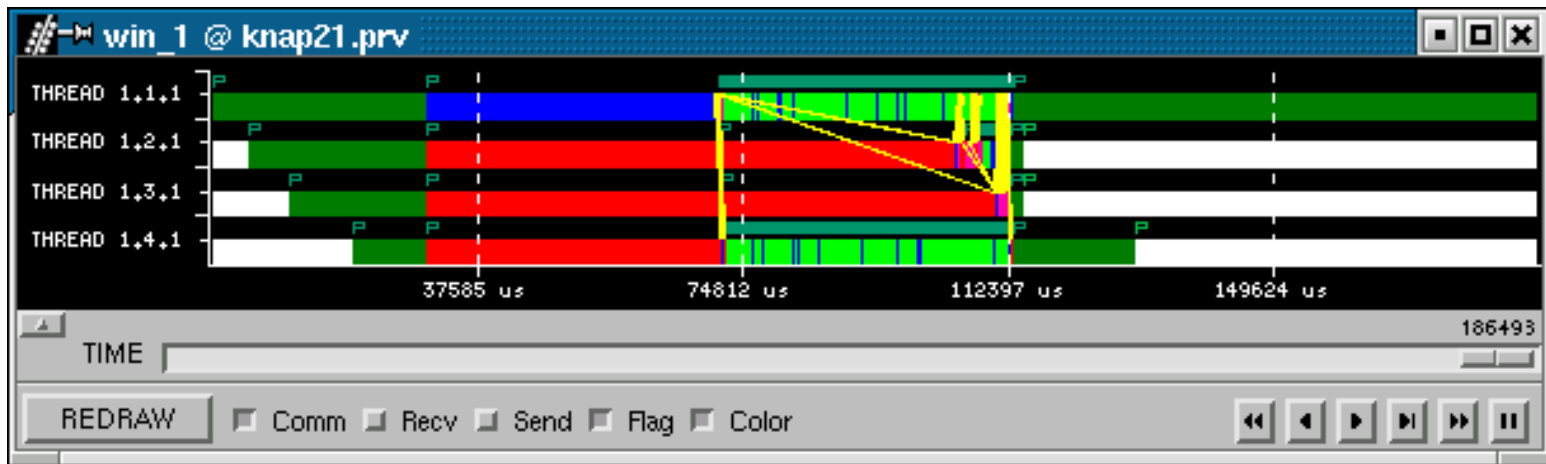 win_1 @ knap21.prv
THREAD 1,1,1
THREAD 1,2,1
THREAD 1,3,1
THREAD 1,4,1
37585 us 74812 us 112397 us 149624 us
186493
TIME
REDRAW Comm Recv Send Flag Color